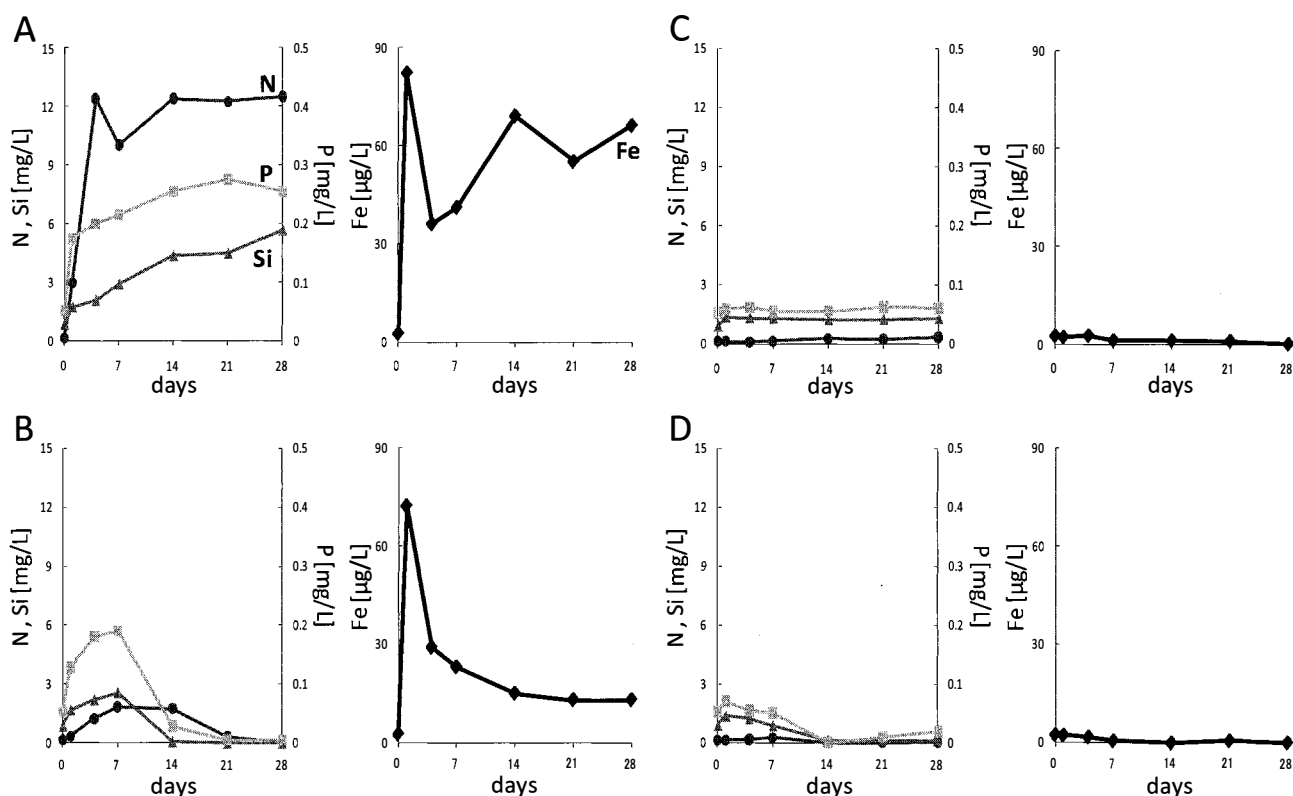 A
15
12
9
6
3
0
N , Si [mg/L]
0.5
0.4
0.3
0.2
0.1
0
P [mg/L]
N
P
Si
0 7 14 21 28
days
90
60
30
0
Fe [µg/L]
Fe
0 7 14 21 28
days
C
15
12
9
6
3
0
N , Si [mg/L]
0.5
0.4
0.3
0.2
0.1
0
P [mg/L]
0 7 14 21 28
days
90
60
30
0
Fe [µg/L]
0 7 14 21 28
days
B
15
12
9
6
3
0
N , Si [mg/L]
0.5
0.4
0.3
0.2
0.1
0
P [mg/L]
0 7 14 21 28
days
90
60
30
0
Fe [µg/L]
0 7 14 21 28
days
D
15
12
9
6
3
0
N , Si [mg/L]
0.5
0.4
0.3
0.2
0.1
0
P [mg/L]
0 7 14 21 28
days
90
60
30
0
Fe [µg/L]
0 7 14 21 28
days